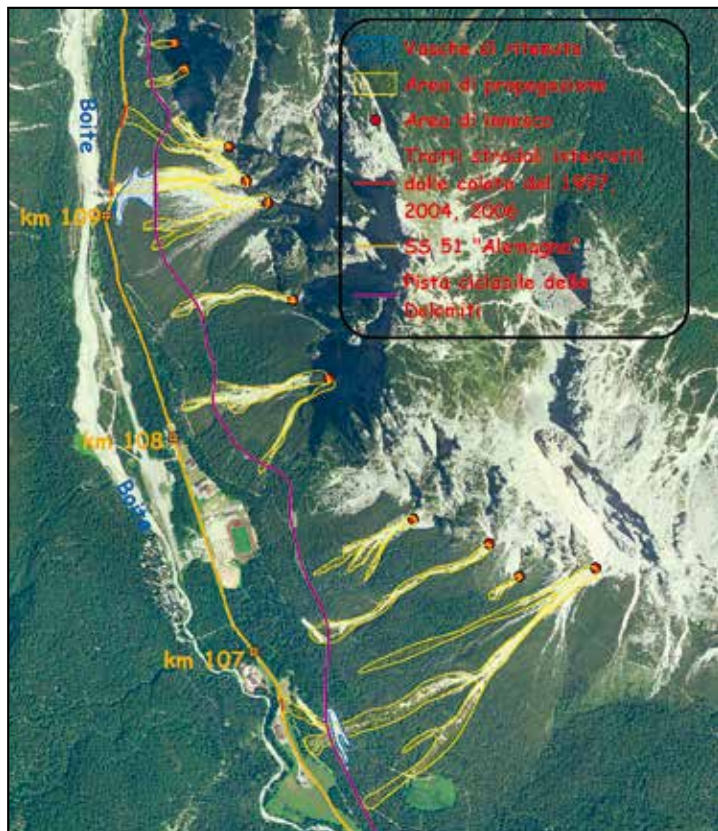 Vasche di ritenuta
Area di propagazione
Area di innesco
Tratti stradali interrotti
dalle colate del 1997,
2004, 2006
SS 51 "Alemagna"
Pista ciclabile delle
Dolomiti
Boite
km 109
km 108
Boite
km 107